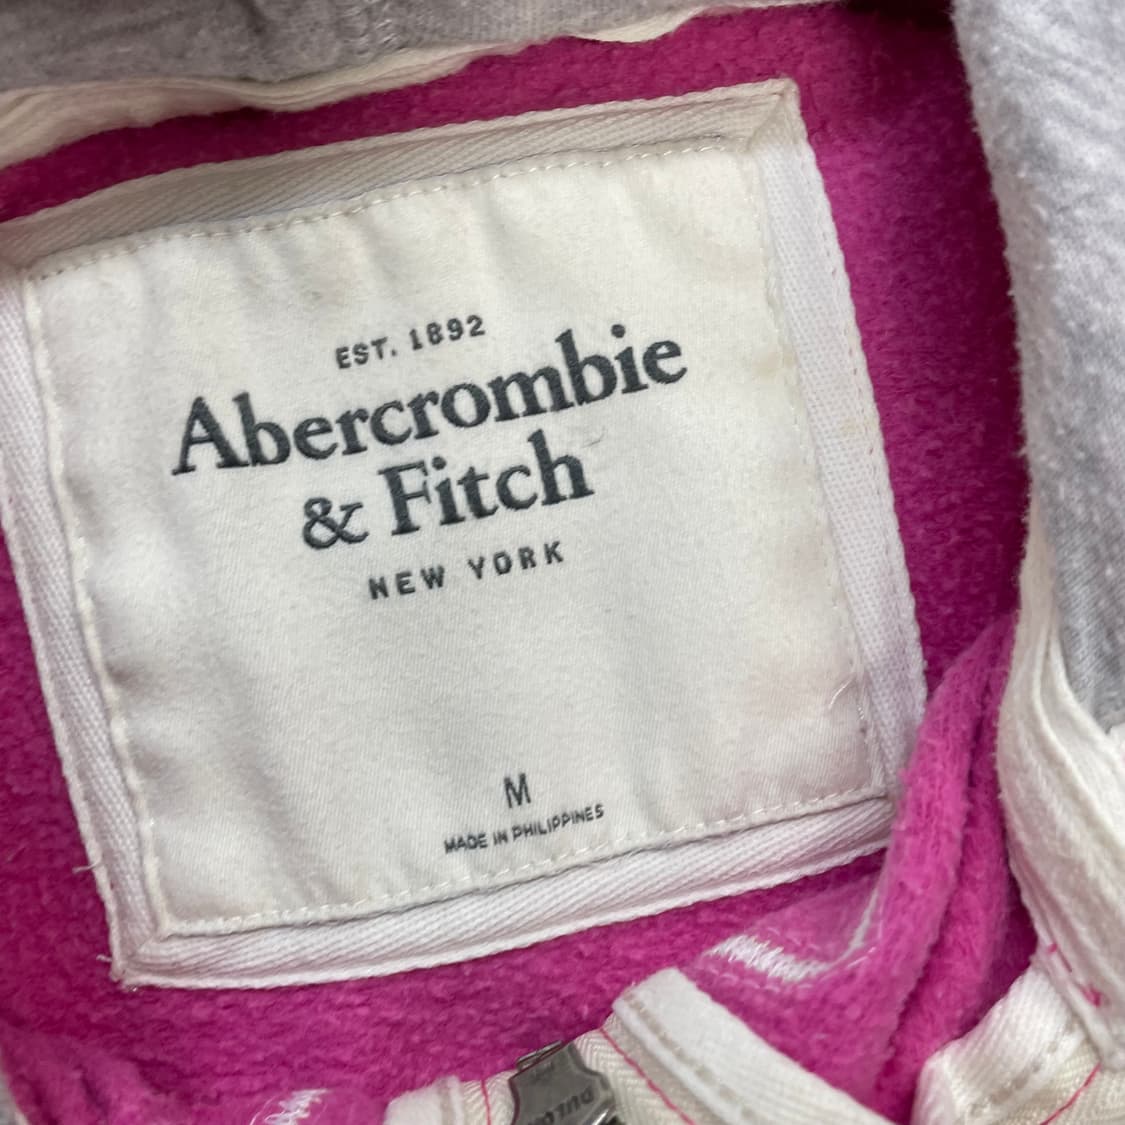 EST. 1892
Abercrombie
& Fitch
NEW YORK
M
MADE IN PHILIPPINES